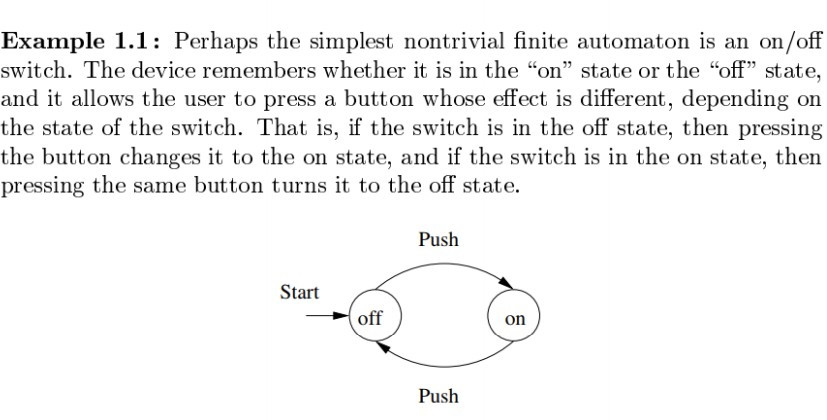 Example 1.1: Perhaps the simplest nontrivial finite automaton is an on/off
switch. The device remembers whether it is in the “on” state or the “off” state,
and it allows the user to press a button whose effect is different, depending on
the state of the switch. That is, if the switch is in the off state, then pressing
the button changes it to the on state, and if the switch is in the on state, then
pressing the same button turns it to the off state.
Push
Start
off
on
Push